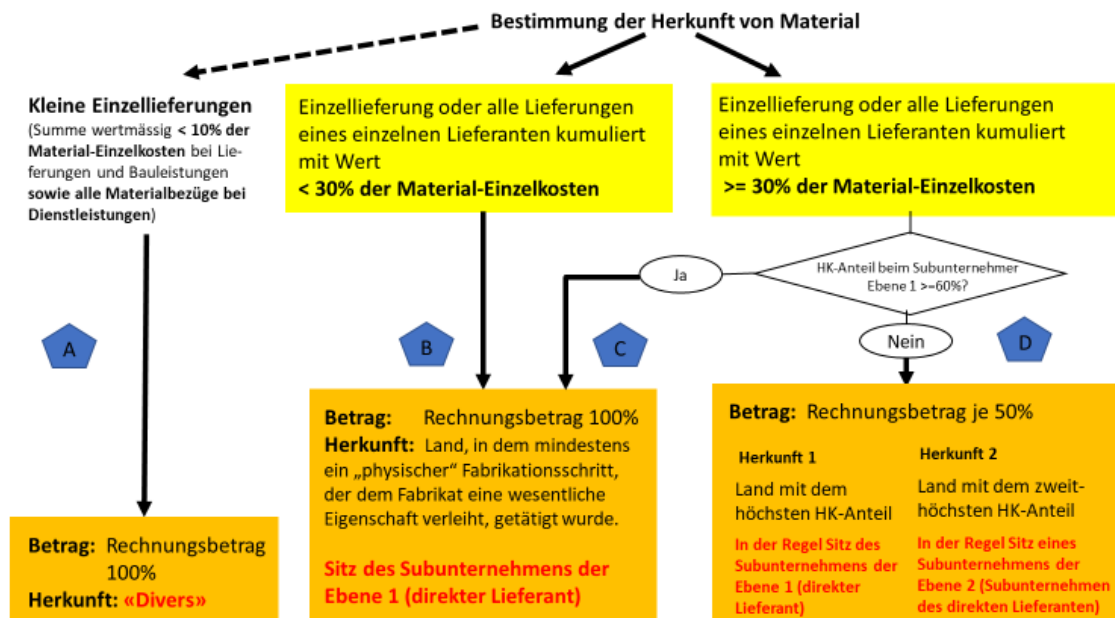 Bestimmung der Herkunft von Material
Kleine Einzellieferungen
(Summe wertmässig < 10% der
Material-Einzelkosten bei Lie-
ferungen und Bauleistungen
sowie alle Materialbezüge bei
Dienstleistungen)
Einzellieferung oder alle Lieferungen
eines einzelnen Lieferanten kumuliert
mit Wert
< 30% der Material-Einzelkosten
Einzellieferung oder alle Lieferungen
eines einzelnen Lieferanten kumuliert
mit Wert
>= 30% der Material-Einzelkosten
HK-Anteil beim Subunternehmer
Ebene 1 >=60%?
Ja
Nein
A
B
C
D
Betrag: Rechnungsbetrag
100%
Herkunft: «Divers»
Betrag: Rechnungsbetrag 100%
Herkunft: Land, in dem mindestens
ein „physischer“ Fabrikationsschritt,
der dem Fabrikat eine wesentliche
Eigenschaft verleiht, getätigt wurde.
Sitz des Subunternehmens der
Ebene 1 (direkter Lieferant)
Betrag: Rechnungsbetrag je 50%
Herkunft 1
Land mit dem
höchsten HK-Anteil
In der Regel Sitz des
Subunternehmens der
Ebene 1 (direkter
Lieferant)
Herkunft 2
Land mit dem zweit-
höchsten HK-Anteil
In der Regel Sitz eines
Subunternehmens der
Ebene 2 (Subunternehmen
des direkten Lieferanten)